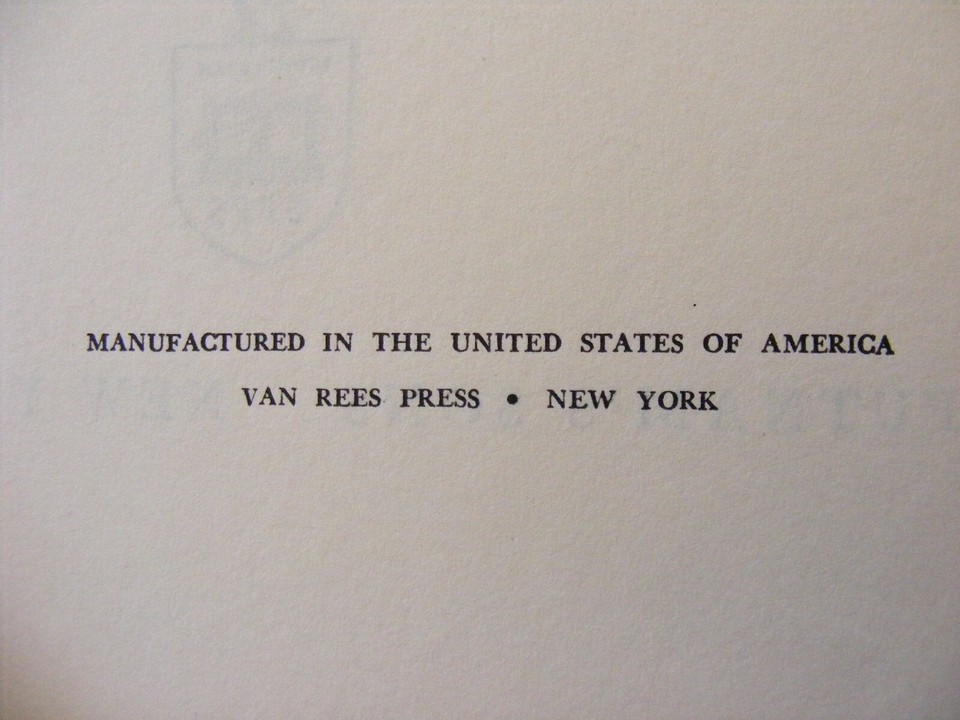 MANUFACTURED IN THE UNITED STATES OF AMERICA
VAN REES PRESS • NEW YORK